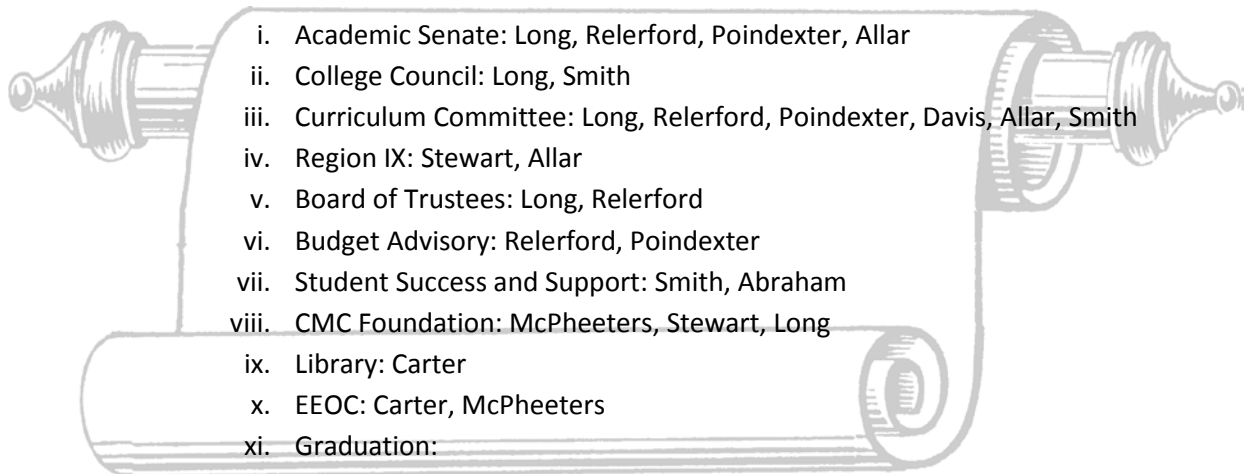 i. Academic Senate: Long, Relerford, Poindexter, Allar
ii. College Council: Long, Smith
iii. Curriculum Committee: Long, Relerford, Poindexter, Davis, Allar, Smith
iv. Region IX: Stewart, Allar
v. Board of Trustees: Long, Relerford
vi. Budget Advisory: Relerford, Poindexter
vii. Student Success and Support: Smith, Abraham
viii. CMC Foundation: McPheeters, Stewart, Long
ix. Library: Carter
x. EEOC: Carter, McPheeters
xi. Graduation: